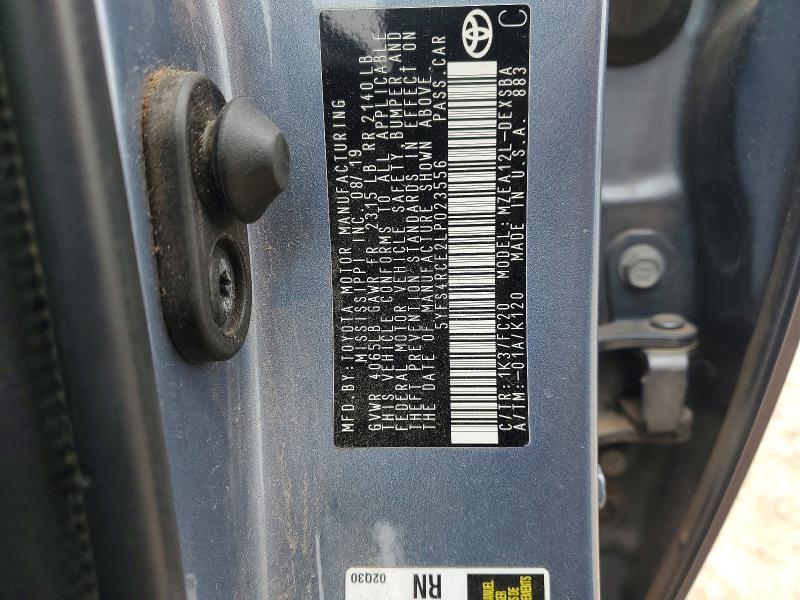 MFD.BY: TOYOTA MOTOR MANUFACTURING
MISSISSIPPI INC. 08/19
GVWR 4065LB GAWR FR 2315LB RR 2140LB
THIS VEHICLE CONFORMS TO ALL APPLICABLE
FEDERAL MOTOR VEHICLE SAFETY, BUMPER AND
THEFT PREVENTION STANDARDS IN EFFECT ON
THE DATE OF MANUFACTURE SHOWN ABOVE.
5YFS4RCE2LP023556 PASS.CAR
C
C/TR: 1K3/FC20 MODEL: MZEA12L-DEXSBA
A/TM: -01A/K120 MADE IN U.S.A. 883
02Q30
RN